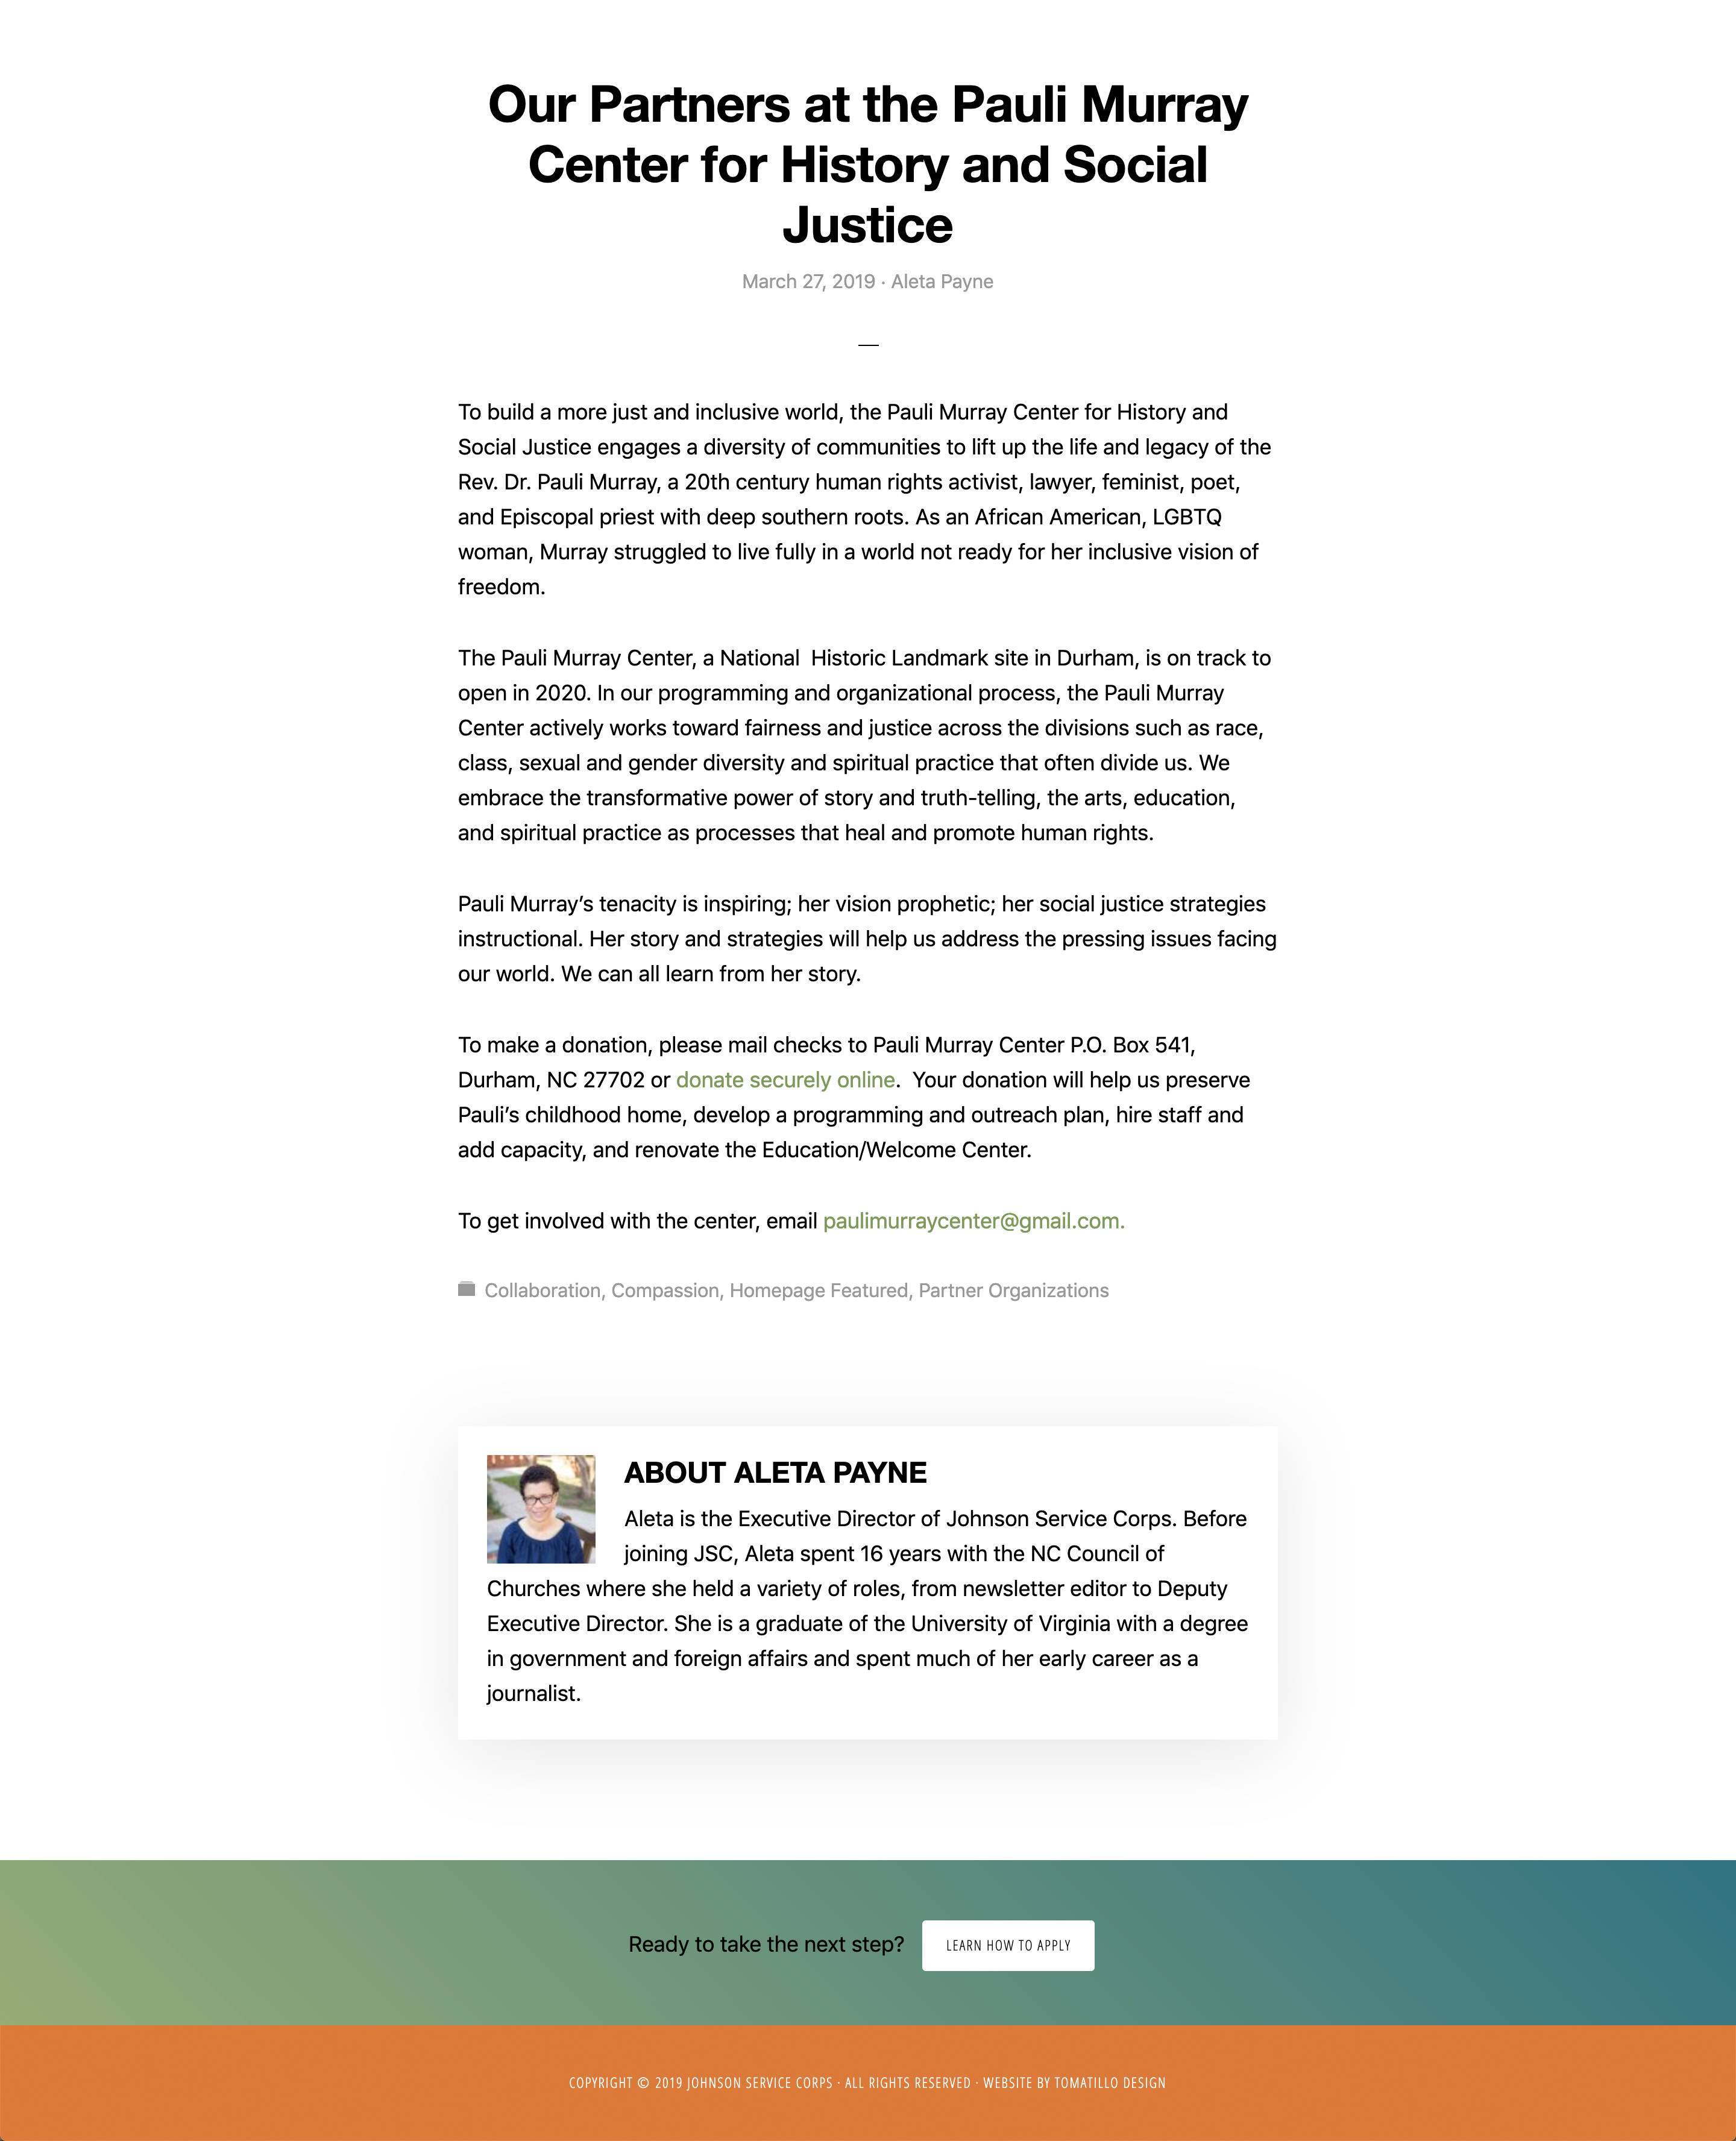 Our Partners at the Pauli Murray
Center for History and Social
Justice
March 27, 2019 · Aleta Payne
To build a more just and inclusive world, the Pauli Murray Center for History and
Social Justice engages a diversity of communities to lift up the life and legacy of the
Rev. Dr. Pauli Murray, a 20th century human rights activist, lawyer, feminist, poet,
and Episcopal priest with deep southern roots. As an African American, LGBTQ
woman, Murray struggled to live fully in a world not ready for her inclusive vision of
freedom.
The Pauli Murray Center, a National  Historic Landmark site in Durham, is on track to
open in 2020. In our programming and organizational process, the Pauli Murray
Center actively works toward fairness and justice across the divisions such as race,
class, sexual and gender diversity and spiritual practice that often divide us. We
embrace the transformative power of story and truth-telling, the arts, education,
and spiritual practice as processes that heal and promote human rights.
Pauli Murray’s tenacity is inspiring; her vision prophetic; her social justice strategies
instructional. Her story and strategies will help us address the pressing issues facing
our world. We can all learn from her story.
To make a donation, please mail checks to Pauli Murray Center P.O. Box 541,
Durham, NC 27702 or donate securely online.  Your donation will help us preserve
Pauli’s childhood home, develop a programming and outreach plan, hire staff and
add capacity, and renovate the Education/Welcome Center.
To get involved with the center, email paulimurraycenter@gmail.com.
Collaboration, Compassion, Homepage Featured, Partner Organizations
ABOUT ALETA PAYNE
Aleta is the Executive Director of Johnson Service Corps. Before
joining JSC, Aleta spent 16 years with the NC Council of
Churches where she held a variety of roles, from newsletter editor to Deputy
Executive Director. She is a graduate of the University of Virginia with a degree
in government and foreign affairs and spent much of her early career as a
journalist.
Ready to take the next step? LEARN HOW TO APPLY
COPYRIGHT © 2019 JOHNSON SERVICE CORPS · ALL RIGHTS RESERVED · WEBSITE BY TOMATILLO DESIGN